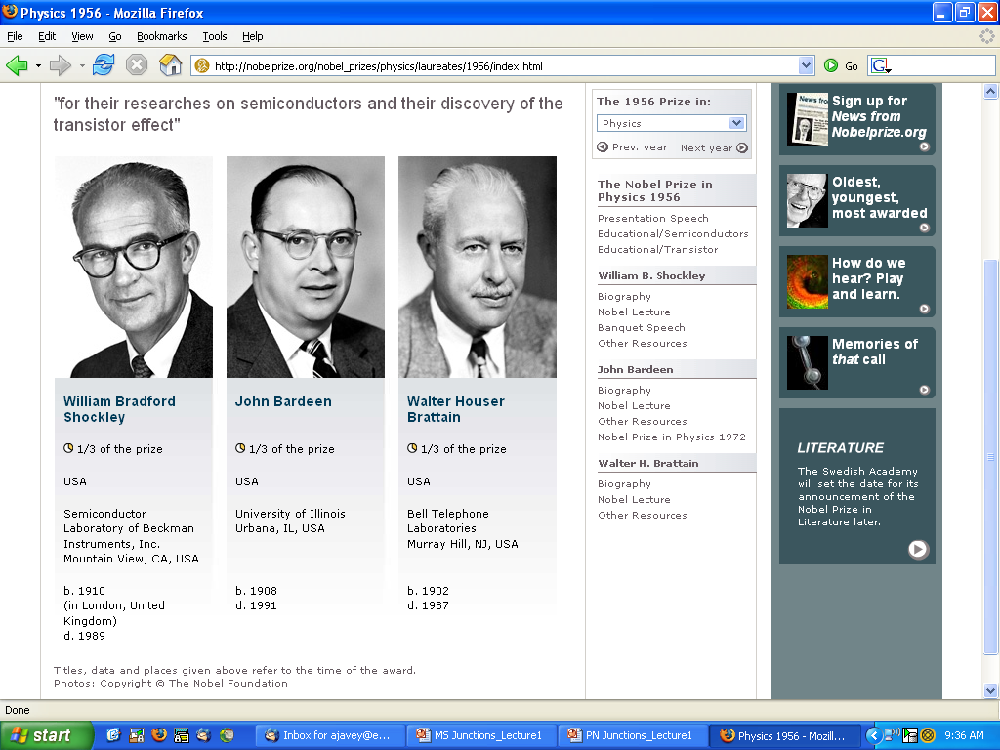 Physics 1956 - Mozilla Firefox
File Edit View Go Bookmarks Tools Help
http://nobelprize.org/nobel_prizes/physics/laureates/1956/index.html
Go
G
"for their researches on semiconductors and their discovery of the
transistor effect"
William Bradford
Shockley
1/3 of the prize
USA
Semiconductor
Laboratory of Beckman
Instruments, Inc.
Mountain View, CA, USA
b. 1910
(in London, United
Kingdom)
d. 1989
John Bardeen
1/3 of the prize
USA
University of Illinois
Urbana, IL, USA
b. 1908
d. 1991
Walter Houser
Brattain
1/3 of the prize
USA
Bell Telephone
Laboratories
Murray Hill, NJ, USA
b. 1902
d. 1987
Titles, data and places given above refer to the time of the award.
Photos: Copyright © The Nobel Foundation
The 1956 Prize in:
Physics
Prev. year Next year
The Nobel Prize in
Physics 1956
Presentation Speech
Educational/Semiconductors
Educational/Transistor
William B. Shockley
Biography
Nobel Lecture
Banquet Speech
Other Resources
John Bardeen
Biography
Nobel Lecture
Other Resources
Nobel Prize in Physics 1972
Walter H. Brattain
Biography
Nobel Lecture
Other Resources
News fro
Sign up for
News from
Nobelprize.org
Oldest,
youngest,
most awarded
How do we
hear? Play
and learn.
Memories of
that call
LITERATURE
The Swedish Academy
will set the date for its
announcement of the
Nobel Prize in
Literature later.
Done
start
Inbox for ajavey@e...
MS Junctions_Lecture1
PN Junctions_Lecture1
Physics 1956 - Mozill...
9:36 AM